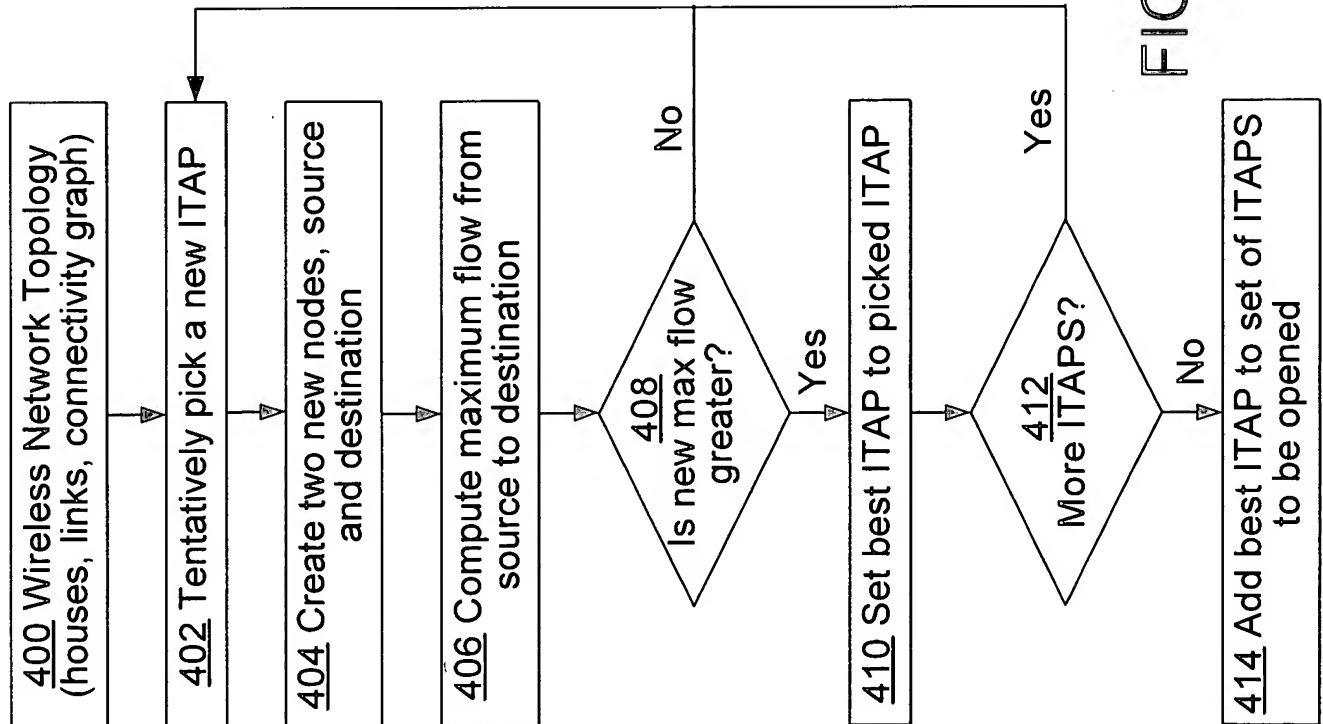 400 Wireless Network Topology
(houses, links, connectivity graph)
402 Tentatively pick a new ITAP
404 Create two new nodes, source
and destination
406 Compute maximum flow from
source to destination
408
Is new max flow
greater?
No
Yes
410 Set best ITAP to picked ITAP
412
More ITAPS?
Yes
No
414 Add best ITAP to set of ITAPS
to be opened